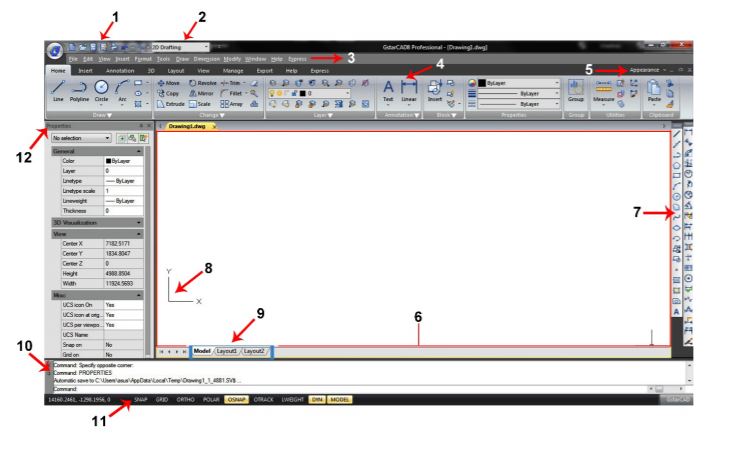 1 2
2D Drafting GstarCAD8 Professional - [Drawing1.dwg]
File Edit View Insert Format Tools Draw Dimension Modify Window Help Express 3
4 5 Appearance
Home Insert Annotation 3D Layout View Manage Export Help Express
Line Polyline Circle Arc Move Revolve Trim Copy Mirror Fillet Extrude Scale Array
0 Text Linear Insert ByLayer ByLayer ByLayer Group Measure Paste
Draw Change Layer Annotation Block Properties Group Utilities Clipboard
Properties Drawing1.dwg
12
No selection
General
Color ByLayer
Layer 0
Linetype ByLayer
Linetype scale 1
Lineweight ByLayer
Thickness 0
3D Visualization
View
7
Center X 7182.5171
Center Y 1834.8047
Center Z 0
Height 4988.8504
Width 11924.5693
Y 8
X
Misc
UCS icon On Yes
UCS icon at orig... Yes
UCS per viewpo... Yes
UCS Name
Snap on No
Grid on No
9 6
Model Layout1 Layout2
10
Command: Specify opposite corner:
Command: PROPERTIES
Automatic save to C:\Users\asus\AppData\Local\Temp\Drawing1_1_4881.SV$ ...
Command:
14160.2461, -1298.1956, 0 SNAP GRID ORTHO POLAR OSNAP OTRACK LWEIGHT DYN MODEL GstarCAD
11